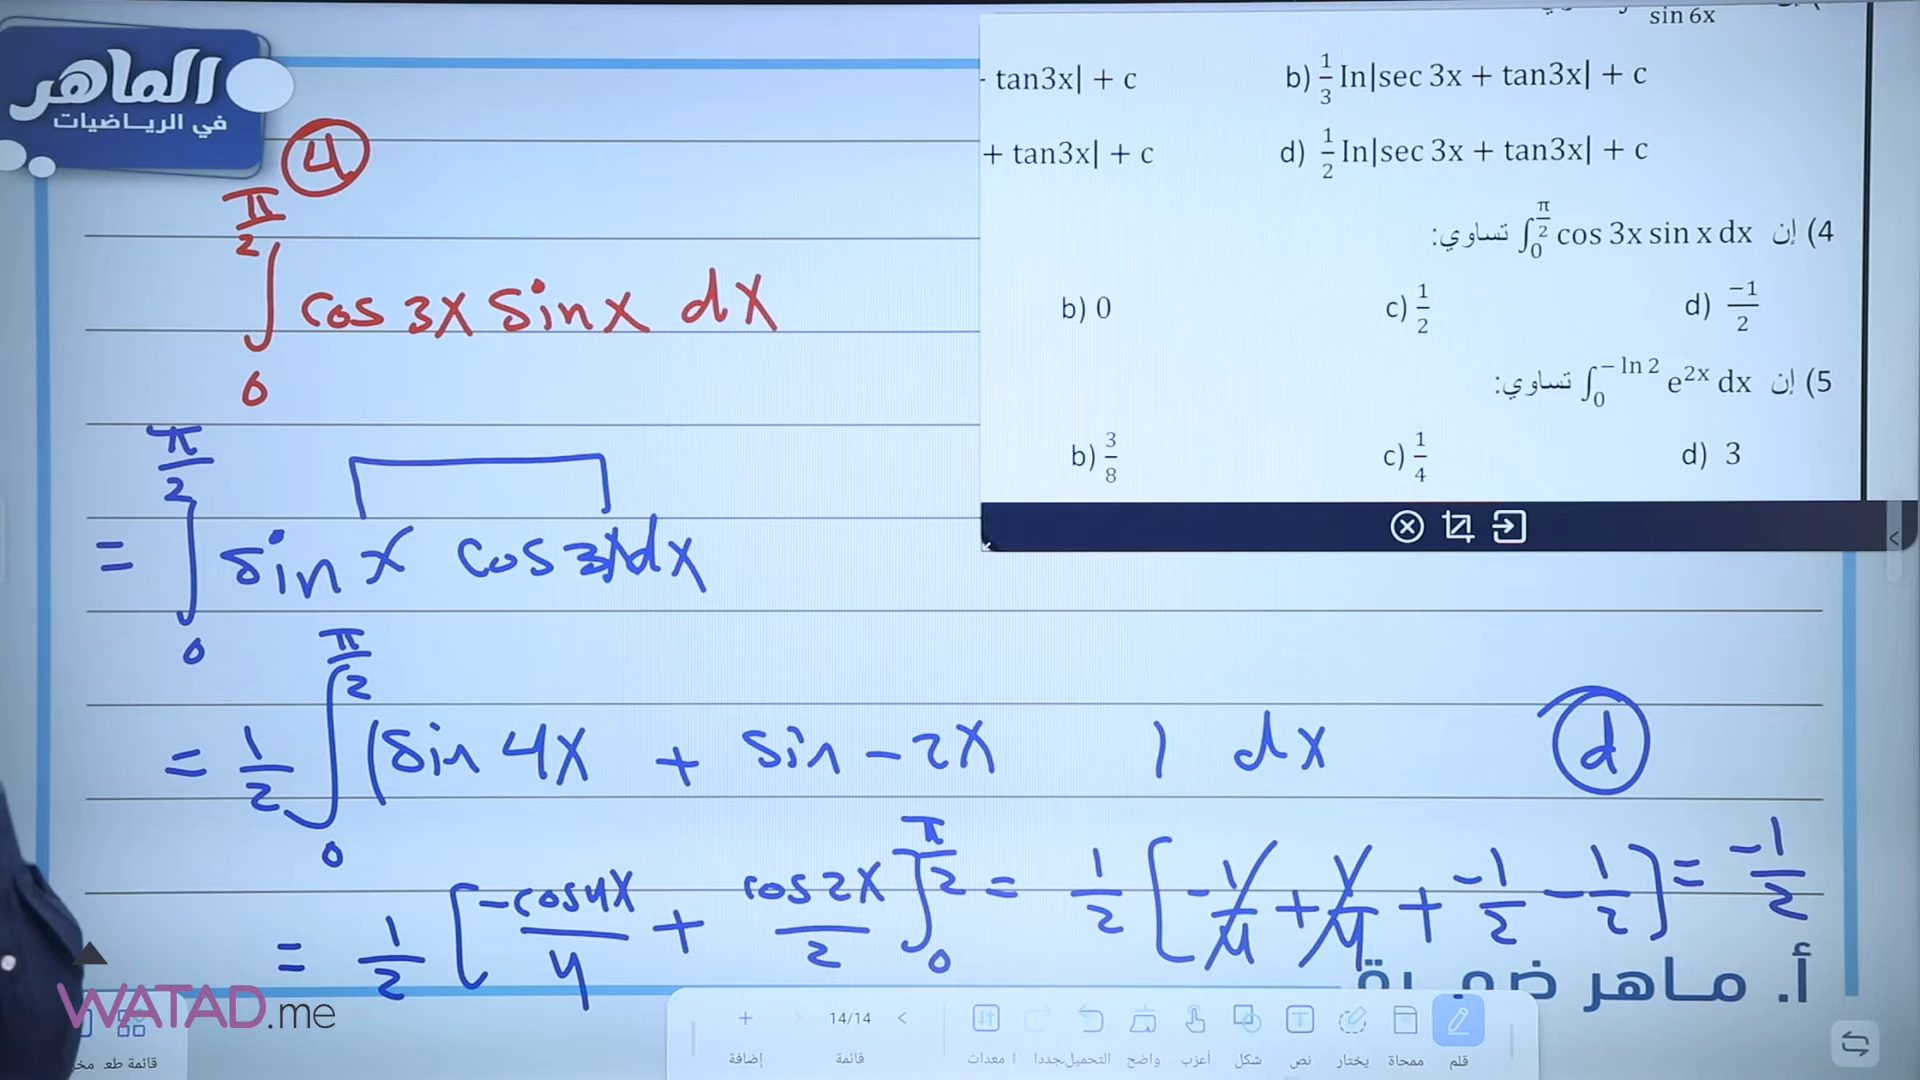 الماهر
في الرياضيات
sin 6x
- tan3x| + c
b) 1/3 In|sec 3x + tan3x| + c
+ tan3x| + c
d) 1/2 In|sec 3x + tan3x| + c
4) إن ∫₀^(π/2) cos 3x sin x dx تساوي:
b) 0
c) 1/2
d) -1/2
5) إن ∫₀^(-ln 2) e^(2x) dx تساوي:
b) 3/8
c) 1/4
d) 3
4
∫₀^(π/2) cos 3x sin x dx
= ∫₀^(π/2) sin x cos 3x dx
= 1/2 ∫₀^(π/2) (sin 4x + sin -2x ) dx
d
= 1/2 [-cos4x/4 + cos2x/2]₀^(π/2) = 1/2 [-1/4 + 1/4 + -1/2 - 1/2] = -1/2
أ. ماهر
WATAD.me
+ 14/14 <
إضافة
قائمة
معدات
التحميل
واضح
أعزب
شكل
نص
يختار
ممحاة
قلم
قائمة طع